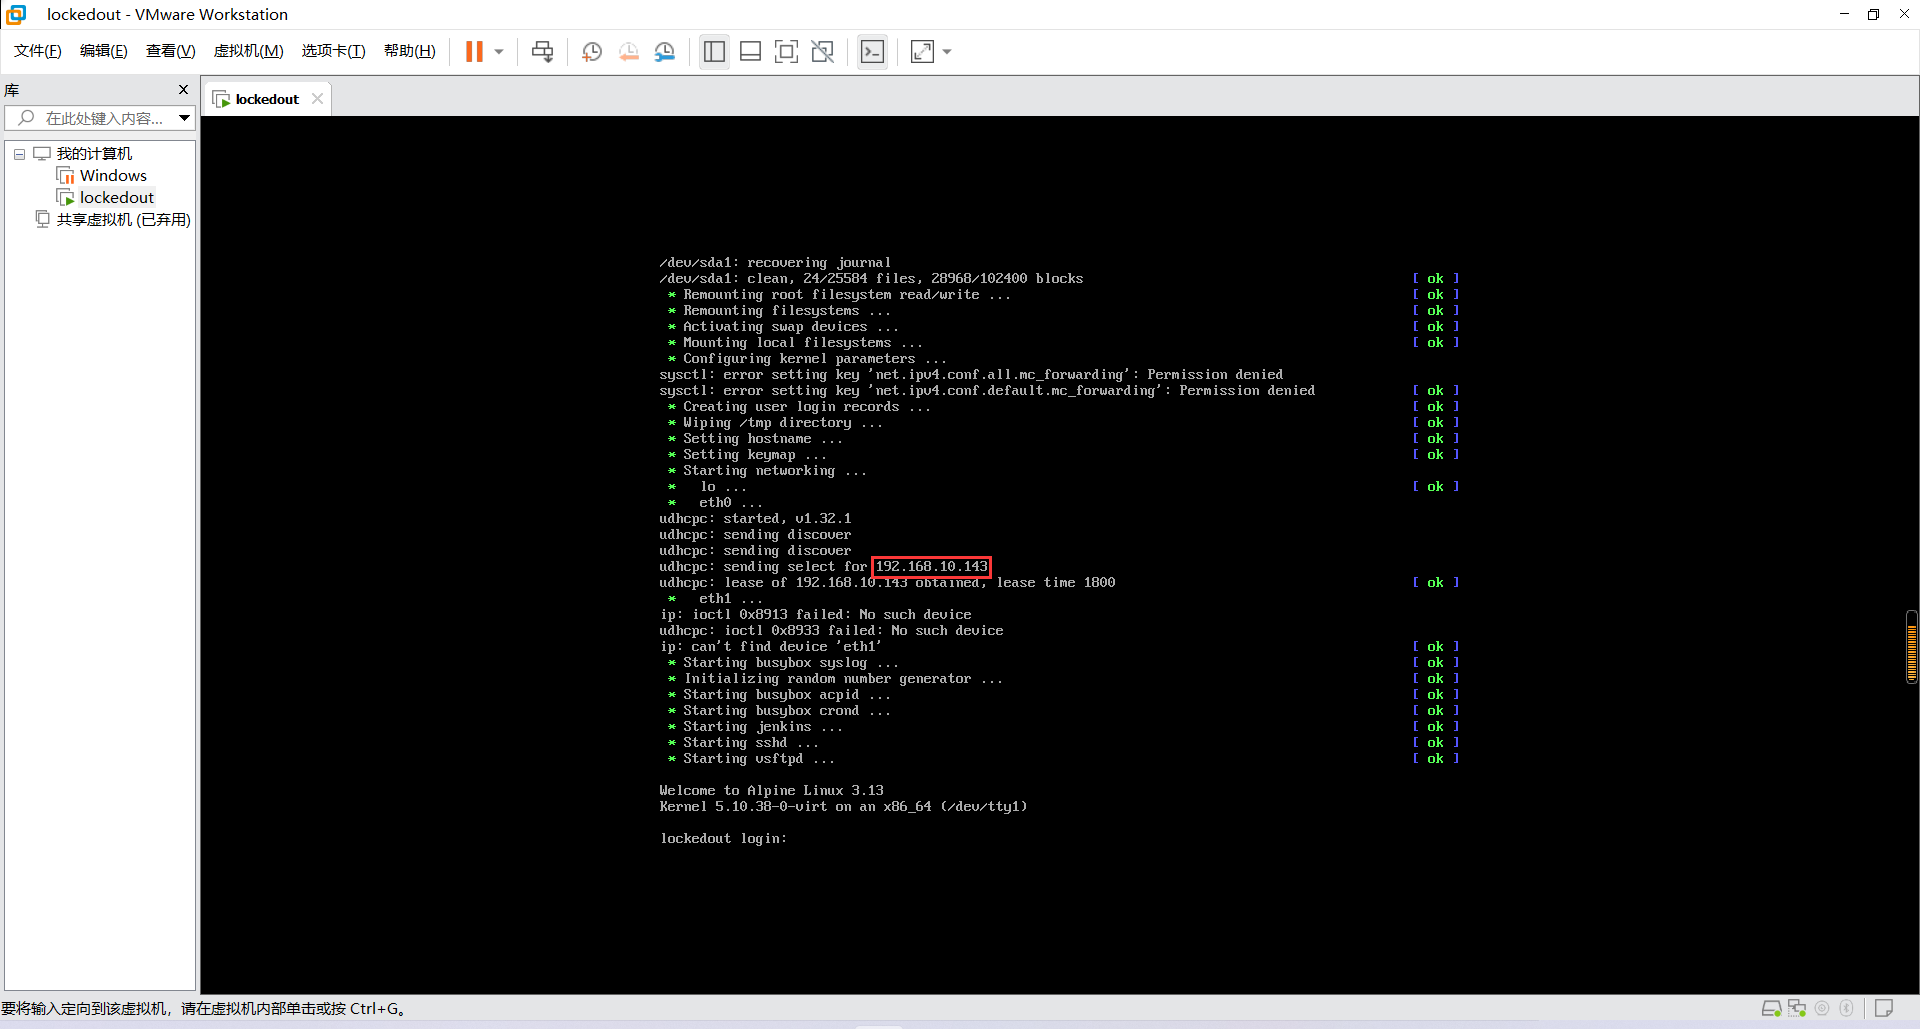 lockedout - VMware Workstation
文件(F) 编辑(E) 查看(V) 虚拟机(M) 选项卡(T) 帮助(H)
库
在此处键入内容...
我的计算机
Windows
lockedout
共享虚拟机 (已弃用)
lockedout
/dev/sda1: recovering journal
/dev/sda1: clean, 24/25584 files, 28968/102400 blocks [ ok ]
* Remounting root filesystem read/write ... [ ok ]
* Remounting filesystems ... [ ok ]
* Activating swap devices ... [ ok ]
* Mounting local filesystems ... [ ok ]
* Configuring kernel parameters ...
sysctl: error setting key 'net.ipv4.conf.all.mc_forwarding': Permission denied
sysctl: error setting key 'net.ipv4.conf.default.mc_forwarding': Permission denied [ ok ]
* Creating user login records ... [ ok ]
* Wiping /tmp directory ... [ ok ]
* Setting hostname ... [ ok ]
* Setting keymap ... [ ok ]
* Starting networking ...
* lo ... [ ok ]
* eth0 ...
udhcpc: started, v1.32.1
udhcpc: sending discover
udhcpc: sending discover
udhcpc: sending select for 192.168.10.143
udhcpc: lease of 192.168.10.143 obtained, lease time 1800 [ ok ]
* eth1 ...
ip: ioctl 0x8913 failed: No such device
udhcpc: ioctl 0x8933 failed: No such device
ip: can't find device 'eth1' [ ok ]
* Starting busybox syslog ... [ ok ]
* Initializing random number generator ... [ ok ]
* Starting busybox acpid ... [ ok ]
* Starting busybox crond ... [ ok ]
* Starting jenkins ... [ ok ]
* Starting sshd ... [ ok ]
* Starting vsftpd ... [ ok ]
Welcome to Alpine Linux 3.13
Kernel 5.10.38-0-virt on an x86_64 (/dev/tty1)
lockedout login:
要将输入定向到该虚拟机，请在虚拟机内部单击或按 Ctrl+G。